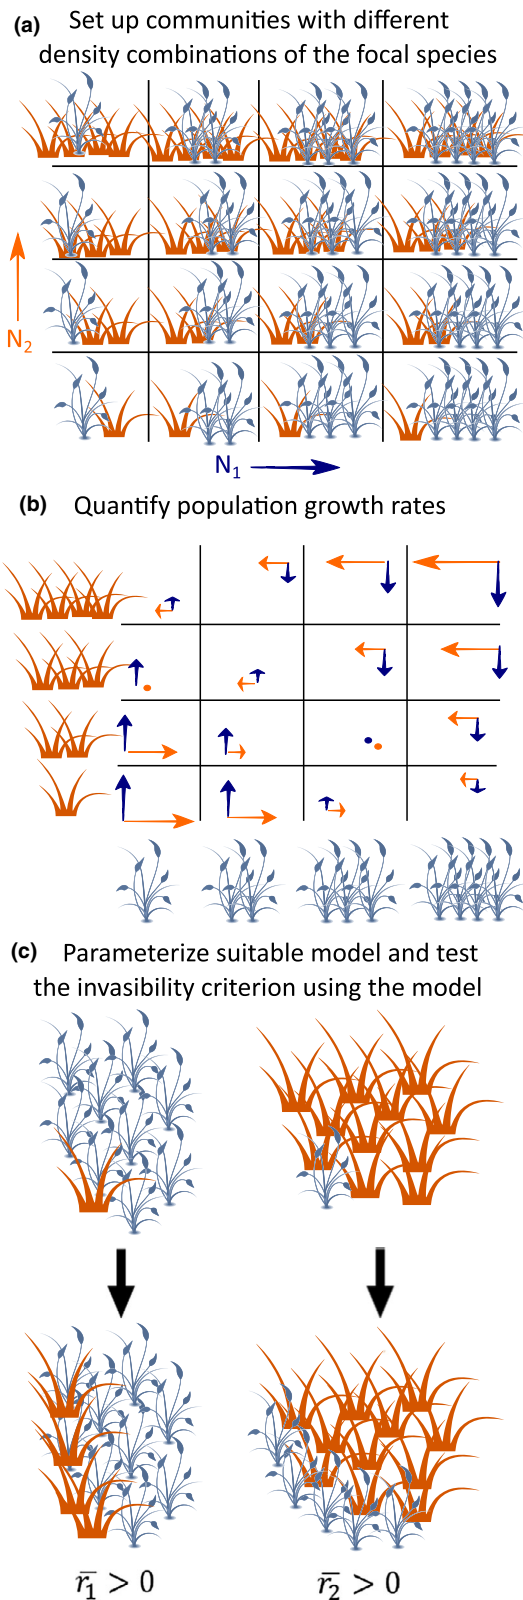 (a) Set up communities with different
density combinations of the focal species
N₂
N₁
(b) Quantify population growth rates
(c) Parameterize suitable model and test
the invasibility criterion using the model
r̅₁ > 0 r̅₂ > 0